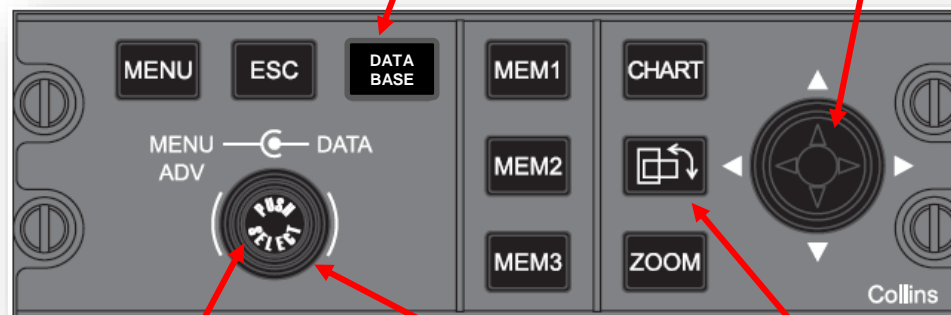 MENU
ESC
DATA
BASE
MEM1
CHART
MENU
ADV
DATA
MEM2
PUSH
SELECT
MEM3
ZOOM
Collins